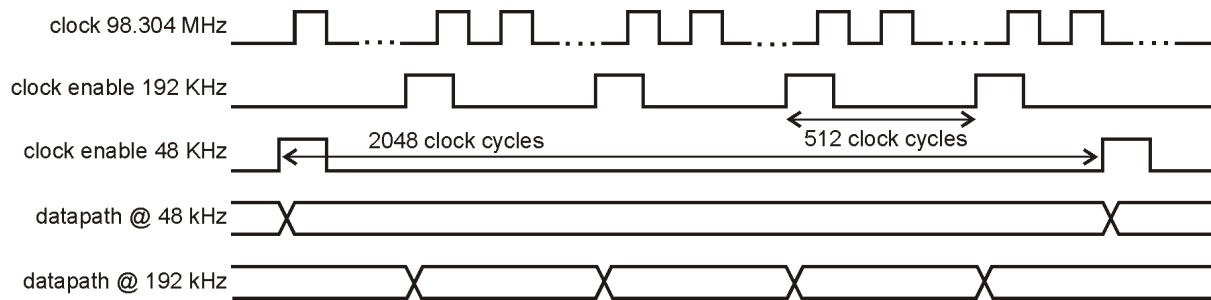 clock 98.304 MHz
clock enable 192 KHz
512 clock cycles
clock enable 48 KHz
2048 clock cycles
datapath @ 48 kHz
datapath @ 192 kHz